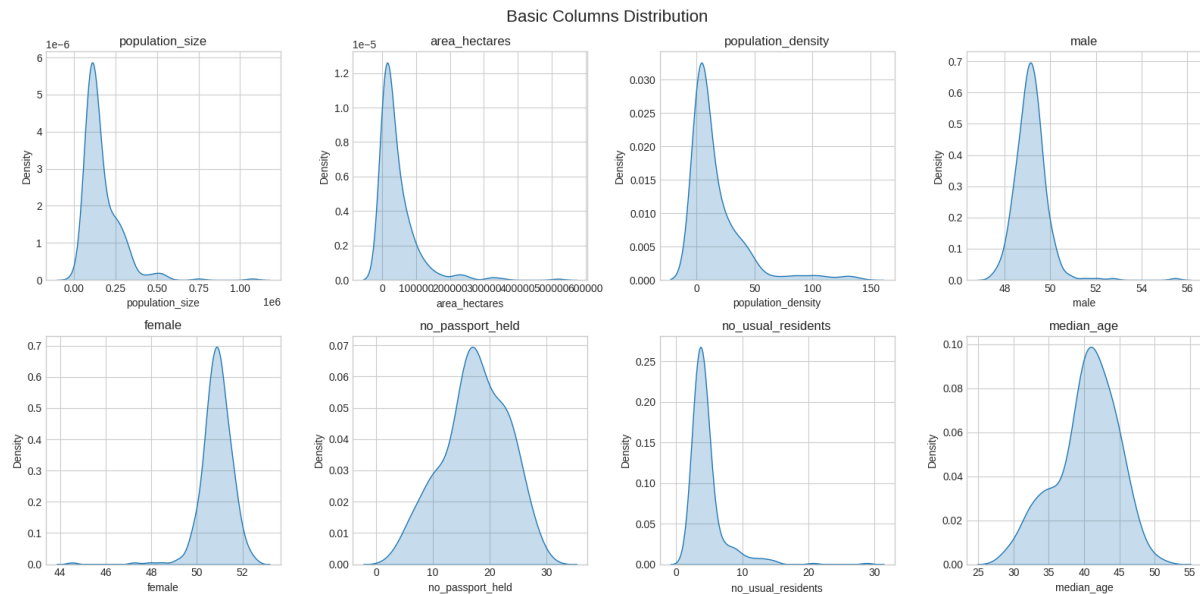 Basic Columns Distribution
population_size
1e−6
Density
6
5
4
3
2
1
0
0.00 0.25 0.50 0.75 1.00
1e6
population_size
area_hectares
1e−5
Density
1.2
1.0
0.8
0.6
0.4
0.2
0.0
0 100000 200000 300000 400000 500000 600000
area_hectares
population_density
Density
0.030
0.025
0.020
0.015
0.010
0.005
0.000
0 50 100 150
population_density
male
Density
0.7
0.6
0.5
0.4
0.3
0.2
0.1
0.0
48 50 52 54 56
male
female
Density
0.7
0.6
0.5
0.4
0.3
0.2
0.1
0.0
44 46 48 50 52
female
no_passport_held
Density
0.07
0.06
0.05
0.04
0.03
0.02
0.01
0.00
0 10 20 30
no_passport_held
no_usual_residents
Density
0.25
0.20
0.15
0.10
0.05
0.00
0 10 20 30
no_usual_residents
median_age
Density
0.10
0.08
0.06
0.04
0.02
0.00
25 30 35 40 45 50 55
median_age